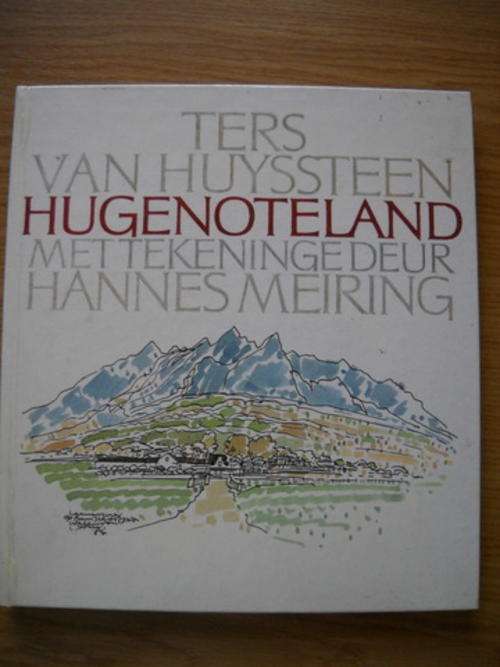 TERS
VAN HUYSSTEEN
HUGENOTELAND
MET TEKENINGE DEUR
HANNES MEIRING